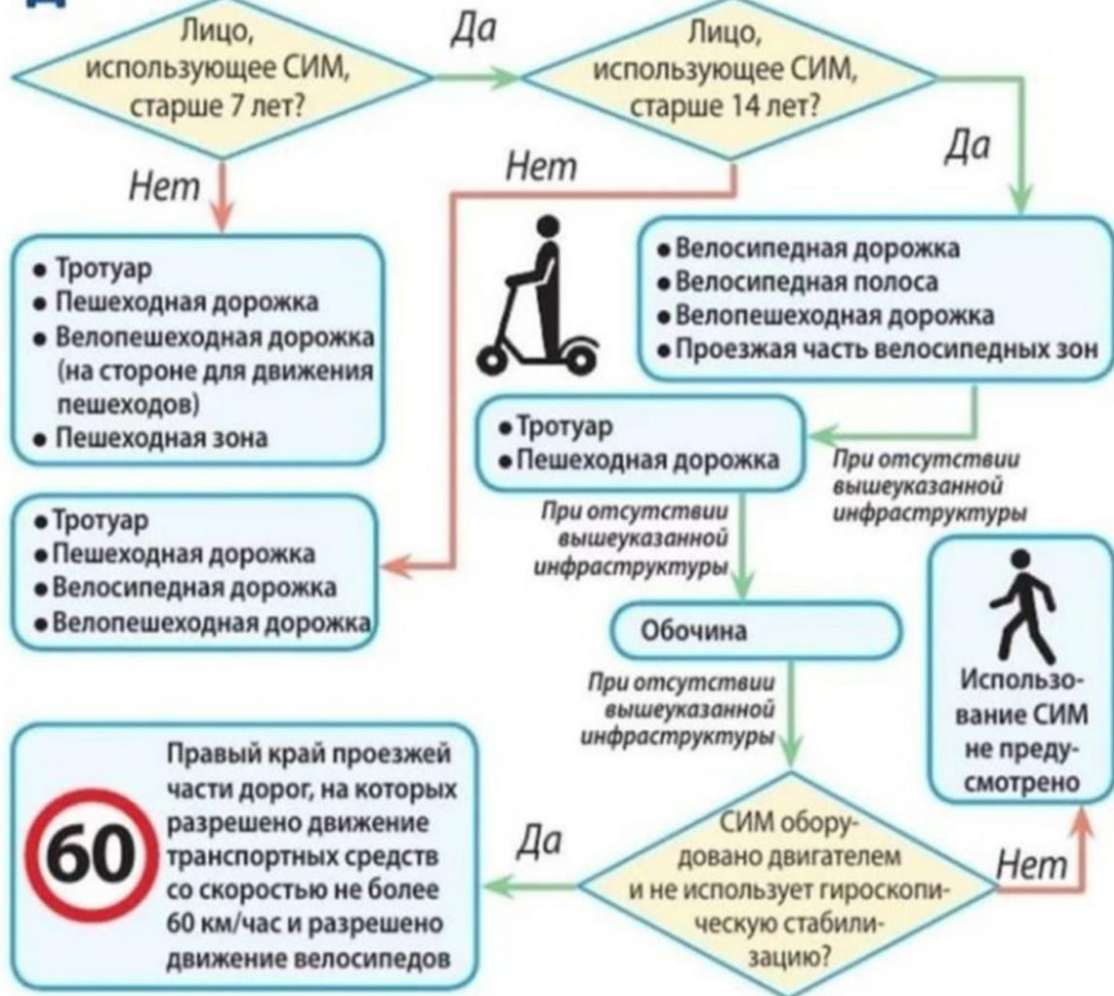 Лицо,
использующее СИМ,
старше 7 лет?
Да
Лицо,
использующее СИМ,
старше 14 лет?
Да
Нет
Нет
● Тротуар
● Пешеходная дорожка
● Велопешеходная дорожка
(на стороне для движения
пешеходов)
● Пешеходная зона
● Велосипедная дорожка
● Велосипедная полоса
● Велопешеходная дорожка
● Проезжая часть велосипедных зон
● Тротуар
● Пешеходная дорожка
При отсутствии
вышеуказанной
инфраструктуры
● Тротуар
● Пешеходная дорожка
● Велосипедная дорожка
● Велопешеходная дорожка
При отсутствии
вышеуказанной
инфраструктуры
Обочина
При отсутствии
вышеуказанной
инфраструктуры
Использо-
вание СИМ
не преду-
смотрено
СИМ обору-
довано двигателем
и не использует гироскопи-
ческую стабили-
зацию?
Да
Нет
60
Правый край проезжей
части дорог, на которых
разрешено движение
транспортных средств
со скоростью не более
60 км/час и разрешено
движение велосипедов